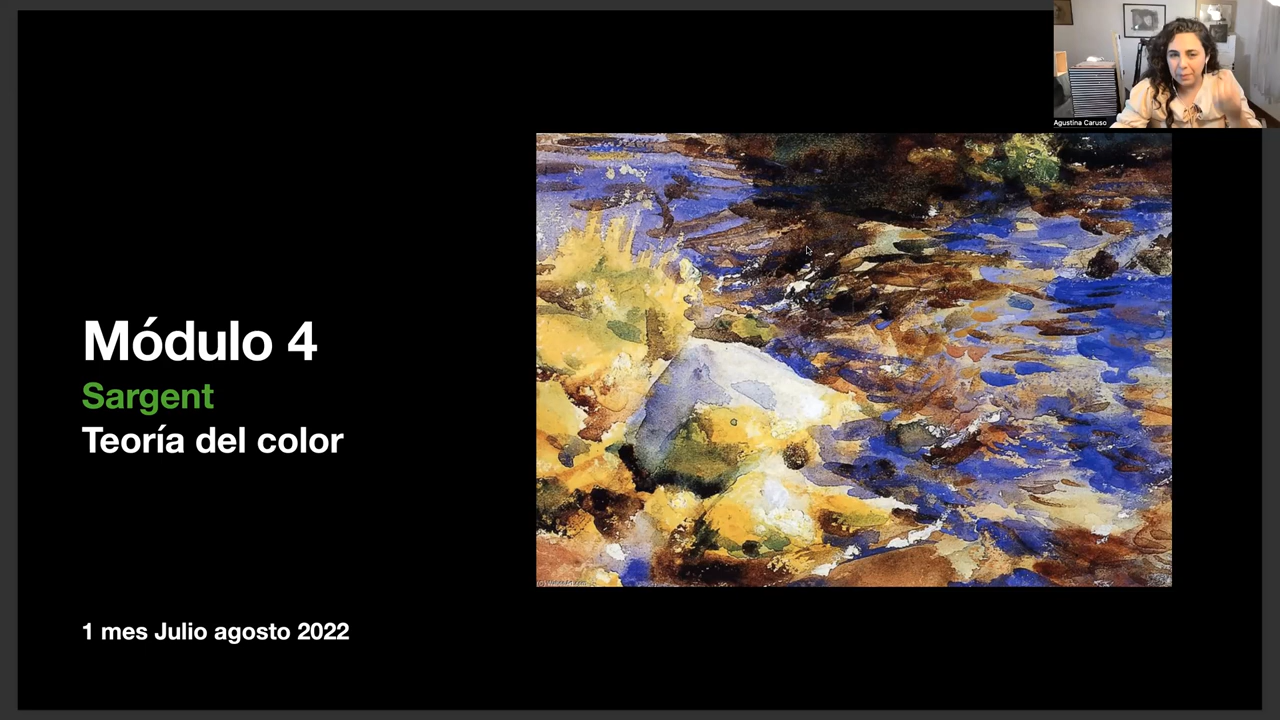 Agustina Caruso
Módulo 4
Sargent
Teoría del color
1 mes Julio agosto 2022